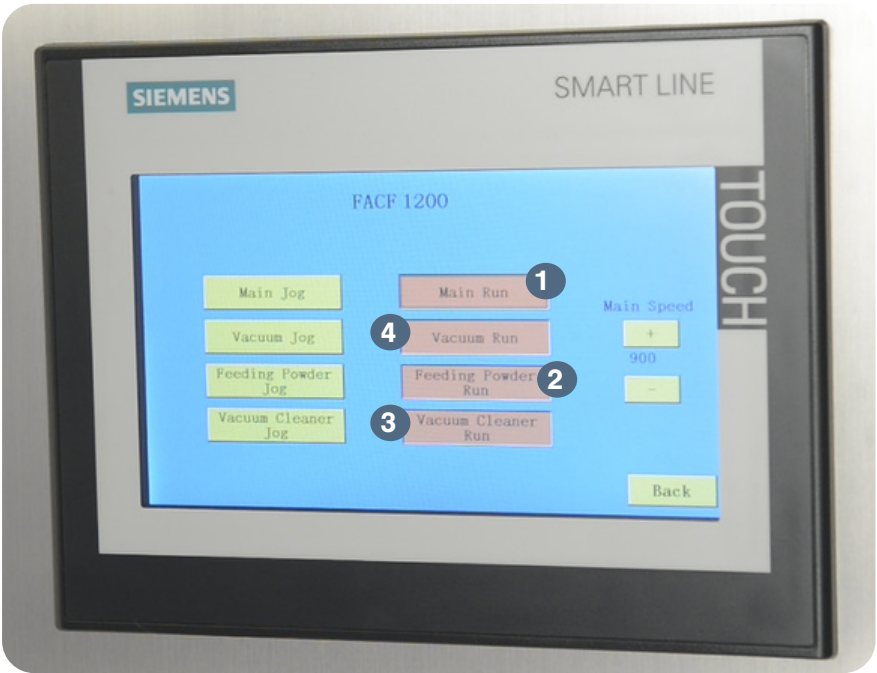 SIEMENS
SMART LINE
TOUCH
FACF 1200
Main Jog
Main Run
1
Vacuum Jog
4
Vacuum Run
Feeding Powder
Jog
Feeding Powder
Run
2
Vacuum Cleaner
Jog
3
Vacuum Cleaner
Run
Main Speed
+
900
-
Back